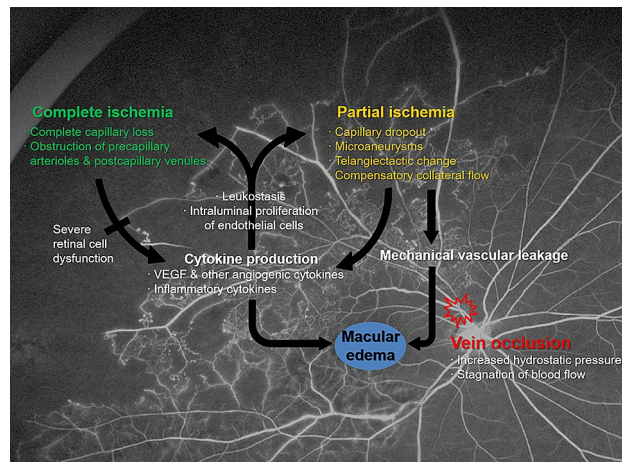 Complete ischemia
Complete capillary loss
· Obstruction of precapillary
arterioles & postcapillary venules
Partial ischemia
· Capillary dropout
· Microaneurysms
· Telangiectactic change
Compensatory collateral flow
· Leukostasis
· Intraluminal proliferation
of endothelial cells
Severe
retinal cell
dysfunction
Cytokine production
· VEGF & other angiogenic cytokines
· Inflammatory cytokines
Mechanical vascular leakage
Macular
edema
Vein occlusion
· Increased hydrostatic pressure
· Stagnation of blood flow